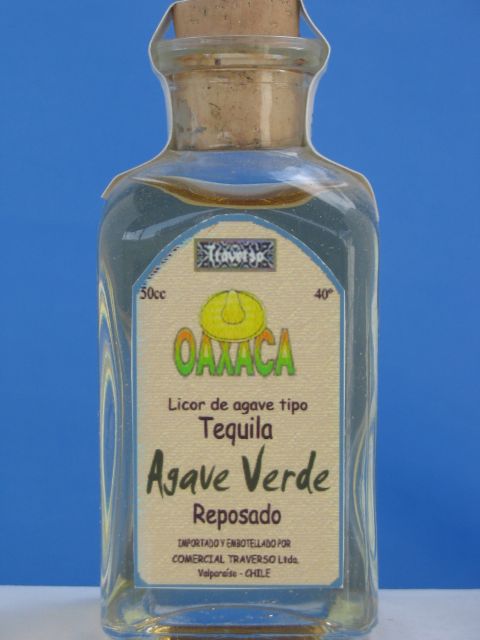 Traverso
50cc 40°
OAXACA
Licor de agave tipo
Tequila
Agave Verde
Reposado
IMPORTADO Y EMBOTELLADO POR
COMERCIAL TRAVERSO Ltda.
Valparaíso - CHILE